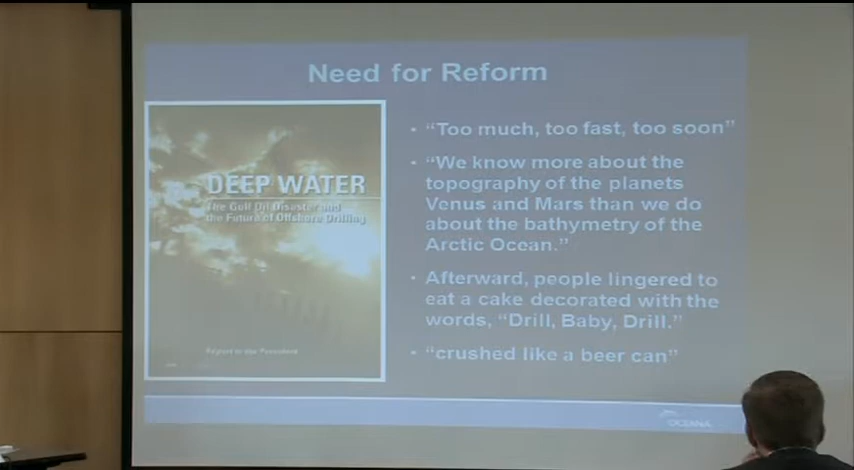 Need for Reform
DEEP WATER
The Gulf Oil Disaster and
the Future of Offshore Drilling
Report to the President
• "Too much, too fast, too soon"
• "We know more about the
topography of the planets
Venus and Mars than we do
about the bathymetry of the
Arctic Ocean."
• Afterward, people lingered to
eat a cake decorated with the
words, "Drill, Baby, Drill."
• "crushed like a beer can"
OCEANA